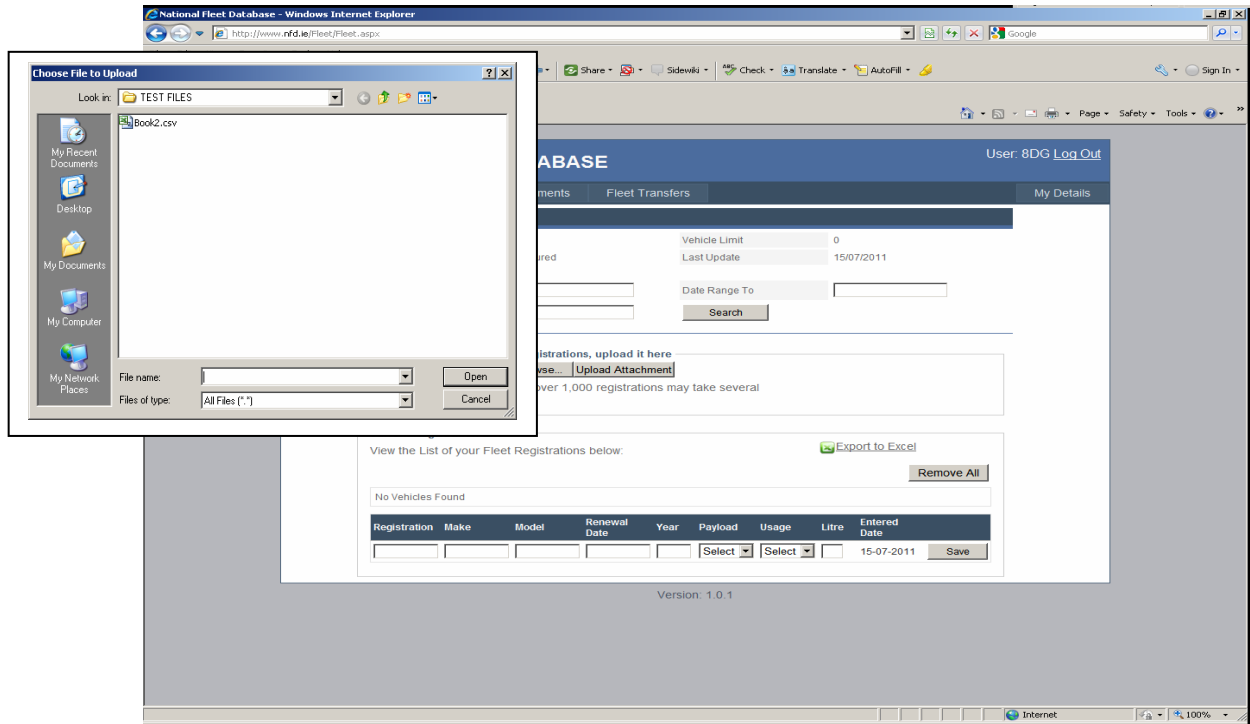 National Fleet Database - Windows Internet Explorer
http://www.nfd.ie/Fleet/Fleet.aspx
Google
Share
Sidewiki
Check
Translate
AutoFill
Sign In
Page
Safety
Tools
»
Choose File to Upload
Look in:
TEST FILES
Book2.csv
My Recent
Documents
Desktop
My Documents
My Computer
My Network
Places
File name:
Open
Files of type:
All Files (*.*)
Cancel
ABASE
User: 8DG Log Out
ments
Fleet Transfers
My Details
Vehicle Limit
0
ured
Last Update
15/07/2011
Date Range To
Search
istrations, upload it here
wse...
Upload Attachment
over 1,000 registrations may take several
View the List of your Fleet Registrations below:
Export to Excel
Remove All
No Vehicles Found
Registration Make Model Renewal Date Year Payload Usage Litre Entered Date
Select Select 15-07-2011 Save
Version: 1.0.1
Internet
100%